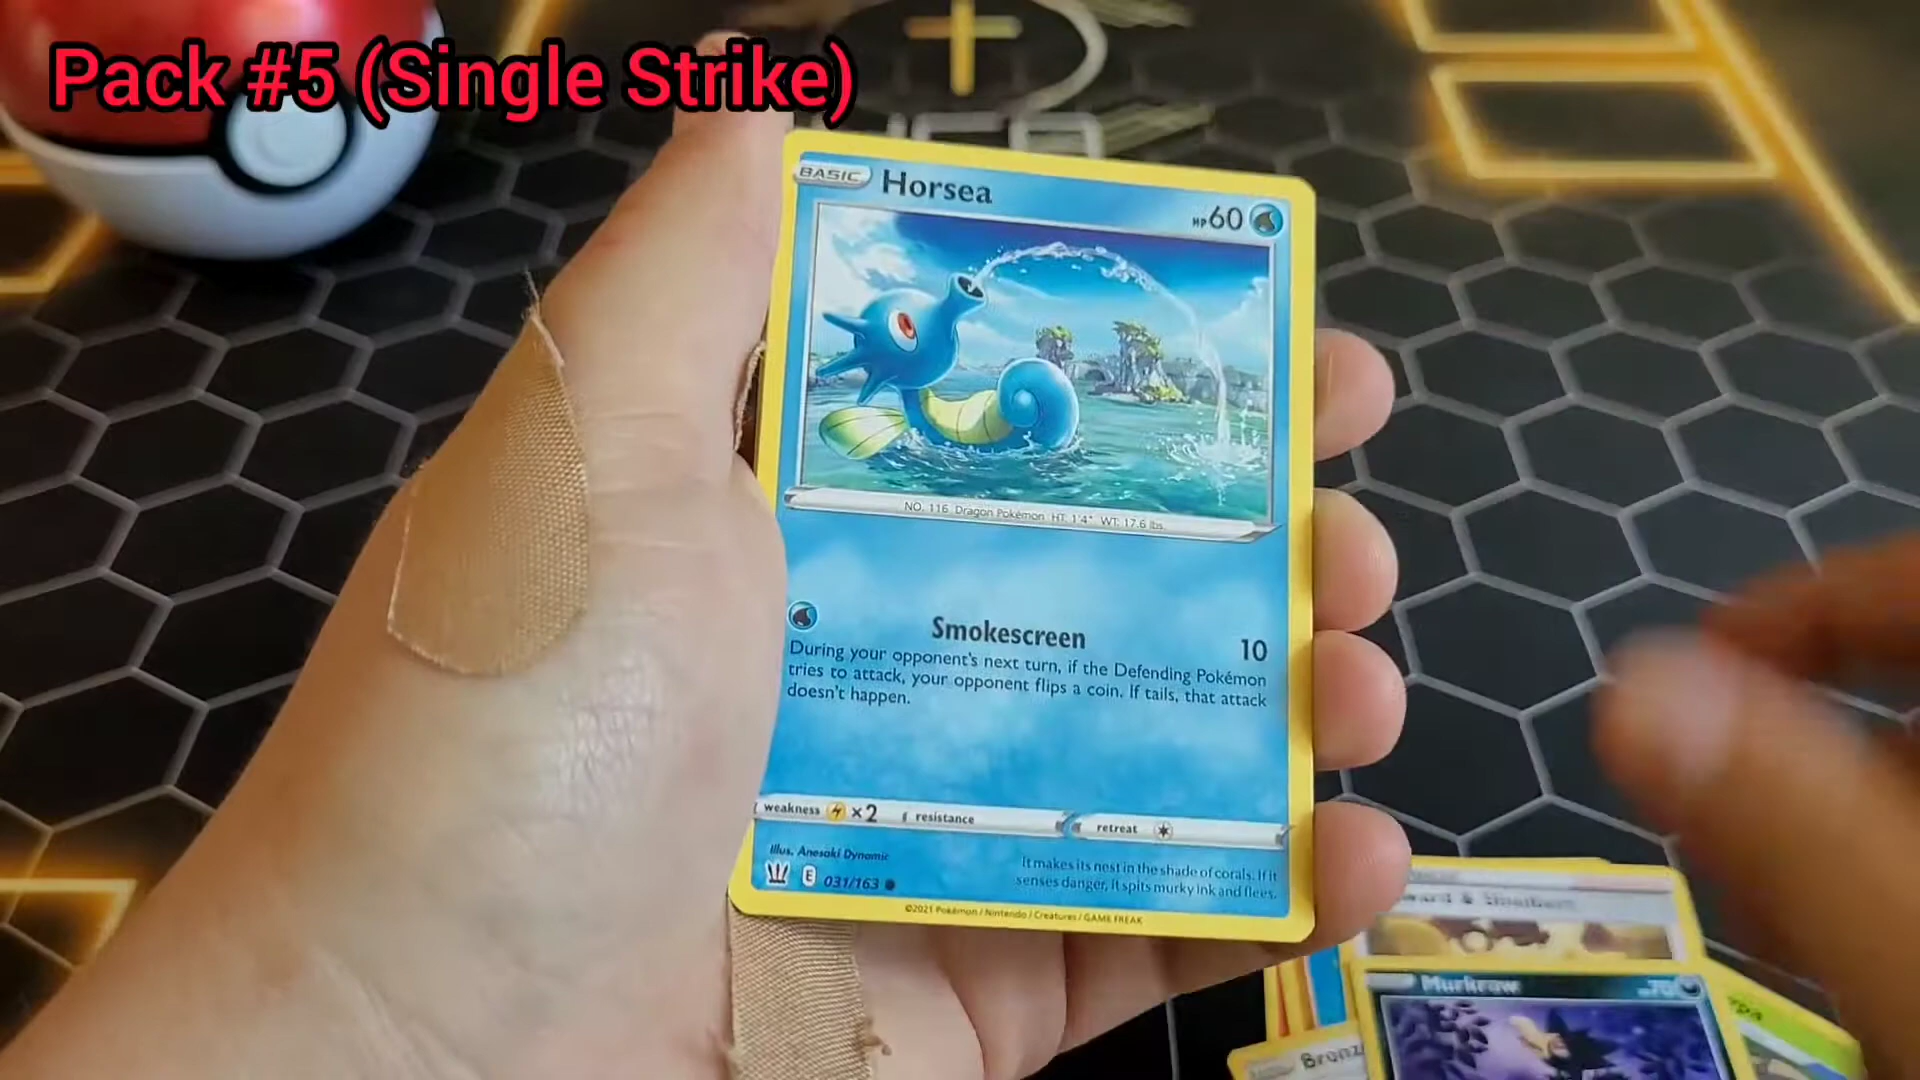 Pack #5 (Single Strike)
BASIC Horsea
HP 60
NO. 116 Dragon Pokémon HT: 1'4" WT: 17.6 lbs.
Smokescreen 10
During your opponent's next turn, if the Defending Pokémon
tries to attack, your opponent flips a coin. If tails, that attack
doesn't happen.
weakness ×2 resistance retreat
Illus. Anesaki Dynamic
E 031/163
It makes its nest in the shade of corals. If it
senses danger, it spits murky ink and flees.
©2021 Pokémon / Nintendo / Creatures / GAME FREAK
Murkrow 70
Bronz